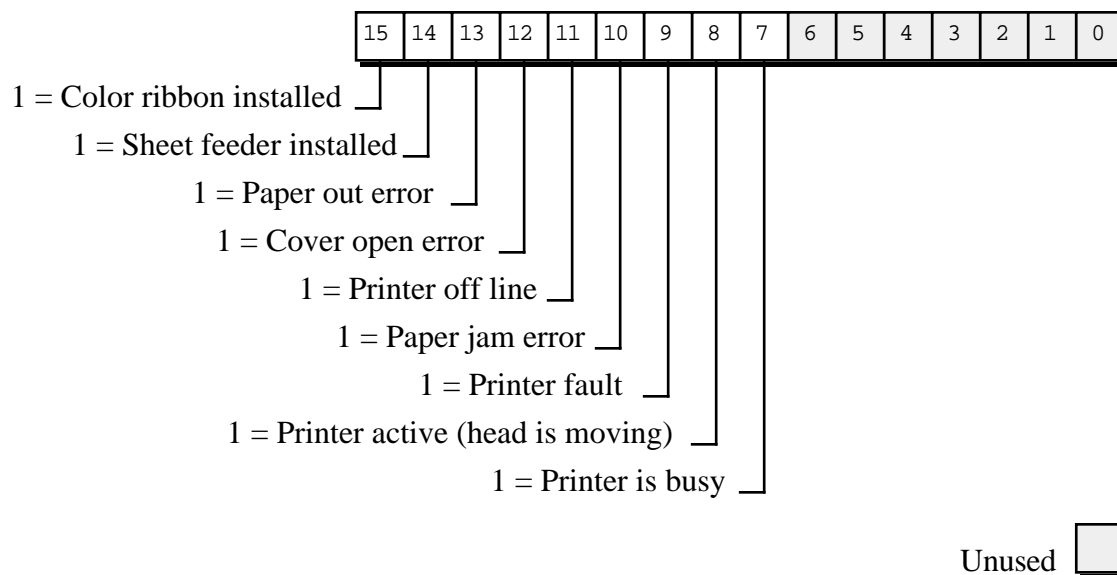 15 14 13 12 11 10 9 8 7 6 5 4 3 2 1 0
1 = Color ribbon installed
1 = Sheet feeder installed
1 = Paper out error
1 = Cover open error
1 = Printer off line
1 = Paper jam error
1 = Printer fault
1 = Printer active (head is moving)
1 = Printer is busy
Unused